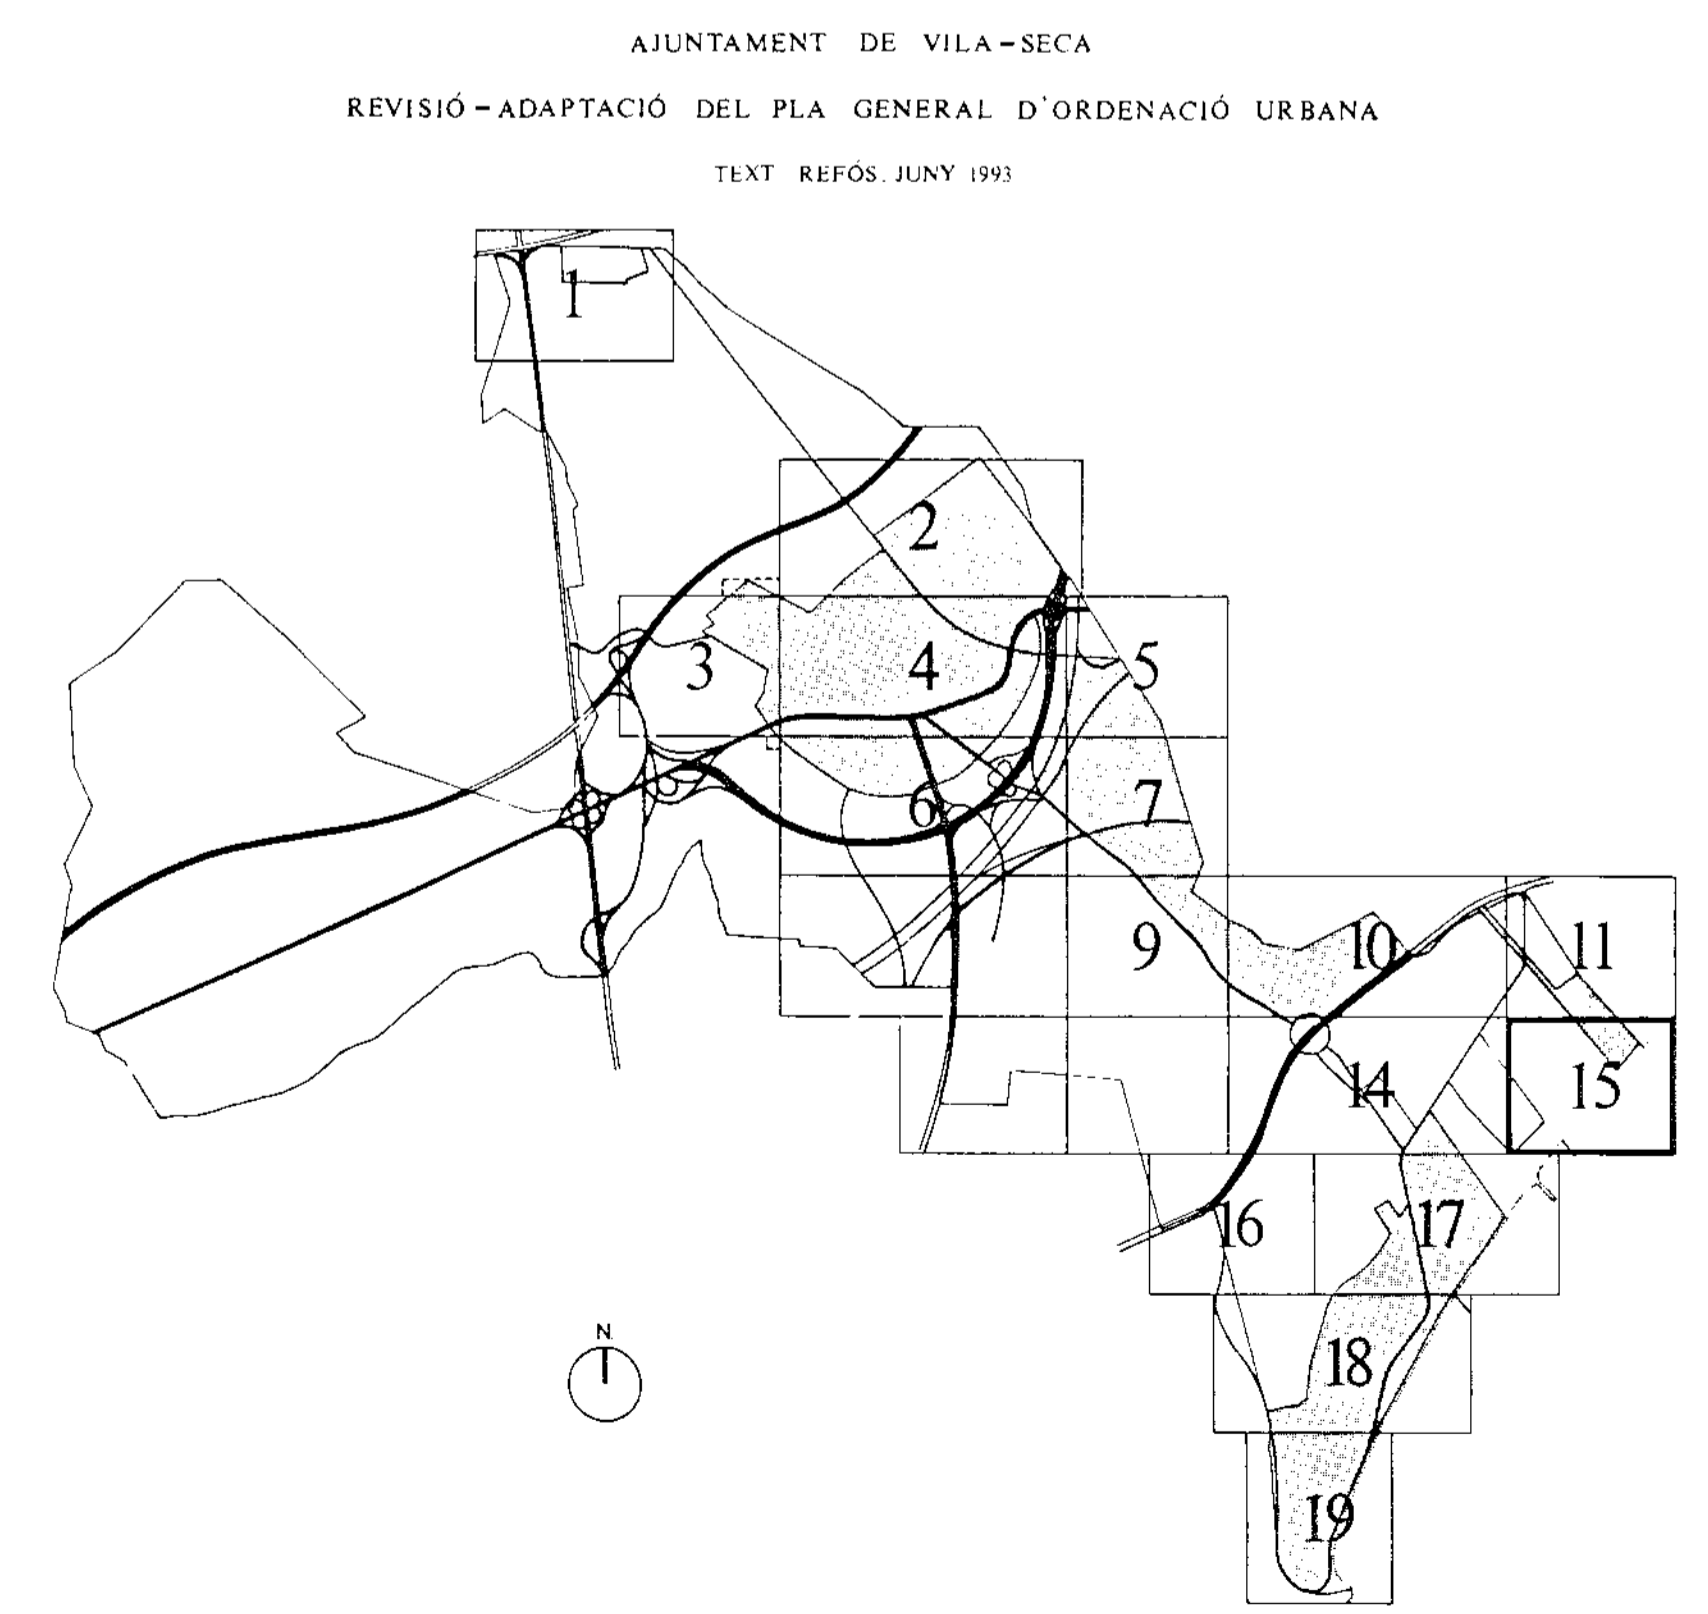 AJUNTAMENT DE VILA-SECA
REVISIÓ-ADAPTACIÓ DEL PLA GENERAL D'ORDENACIÓ URBANA
TEXT REFÓS. JUNY 1993
1
2
3 4 5
6 7
9 10 11
14 15
16 17
N
18
19